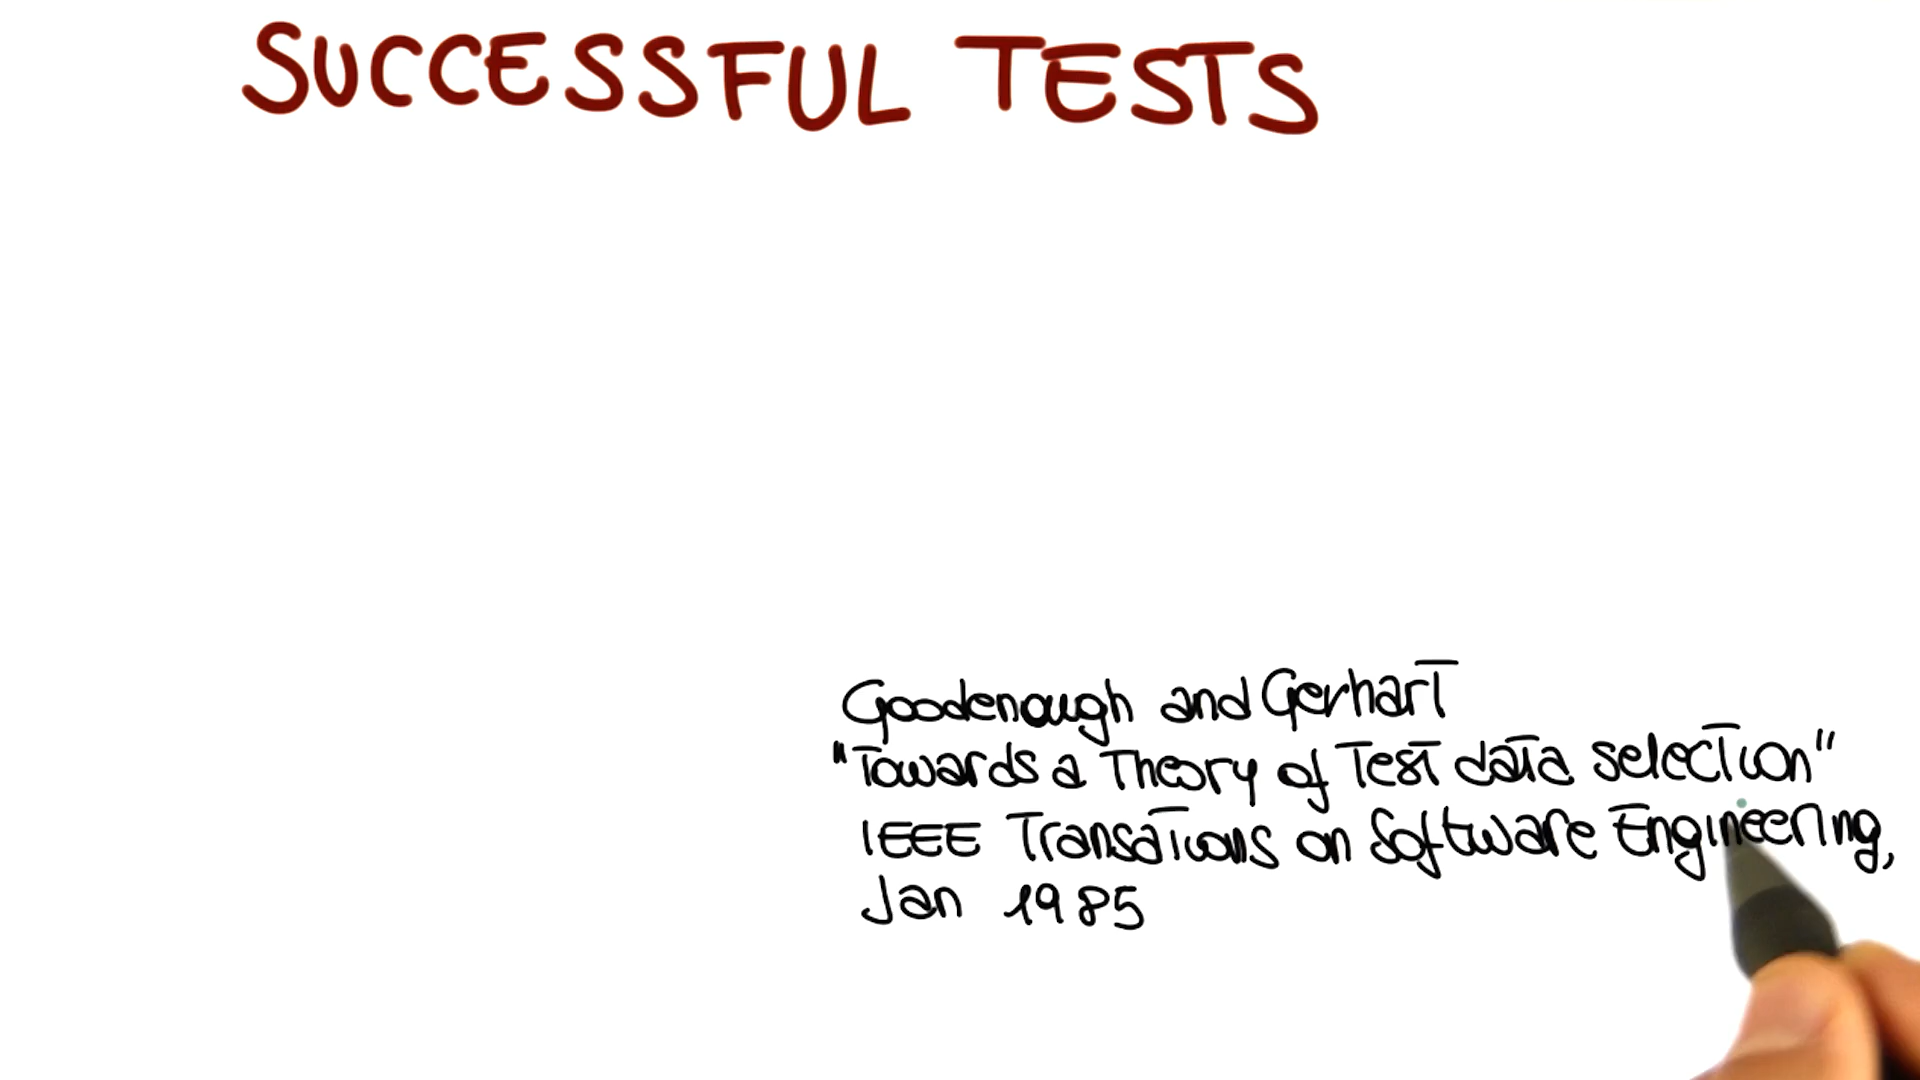 SUCCESSFUL TESTS
Goodenough and Gerhart
"Towards a Theory of Test data selection"
IEEE Transations on Software Engineering,
Jan 1985